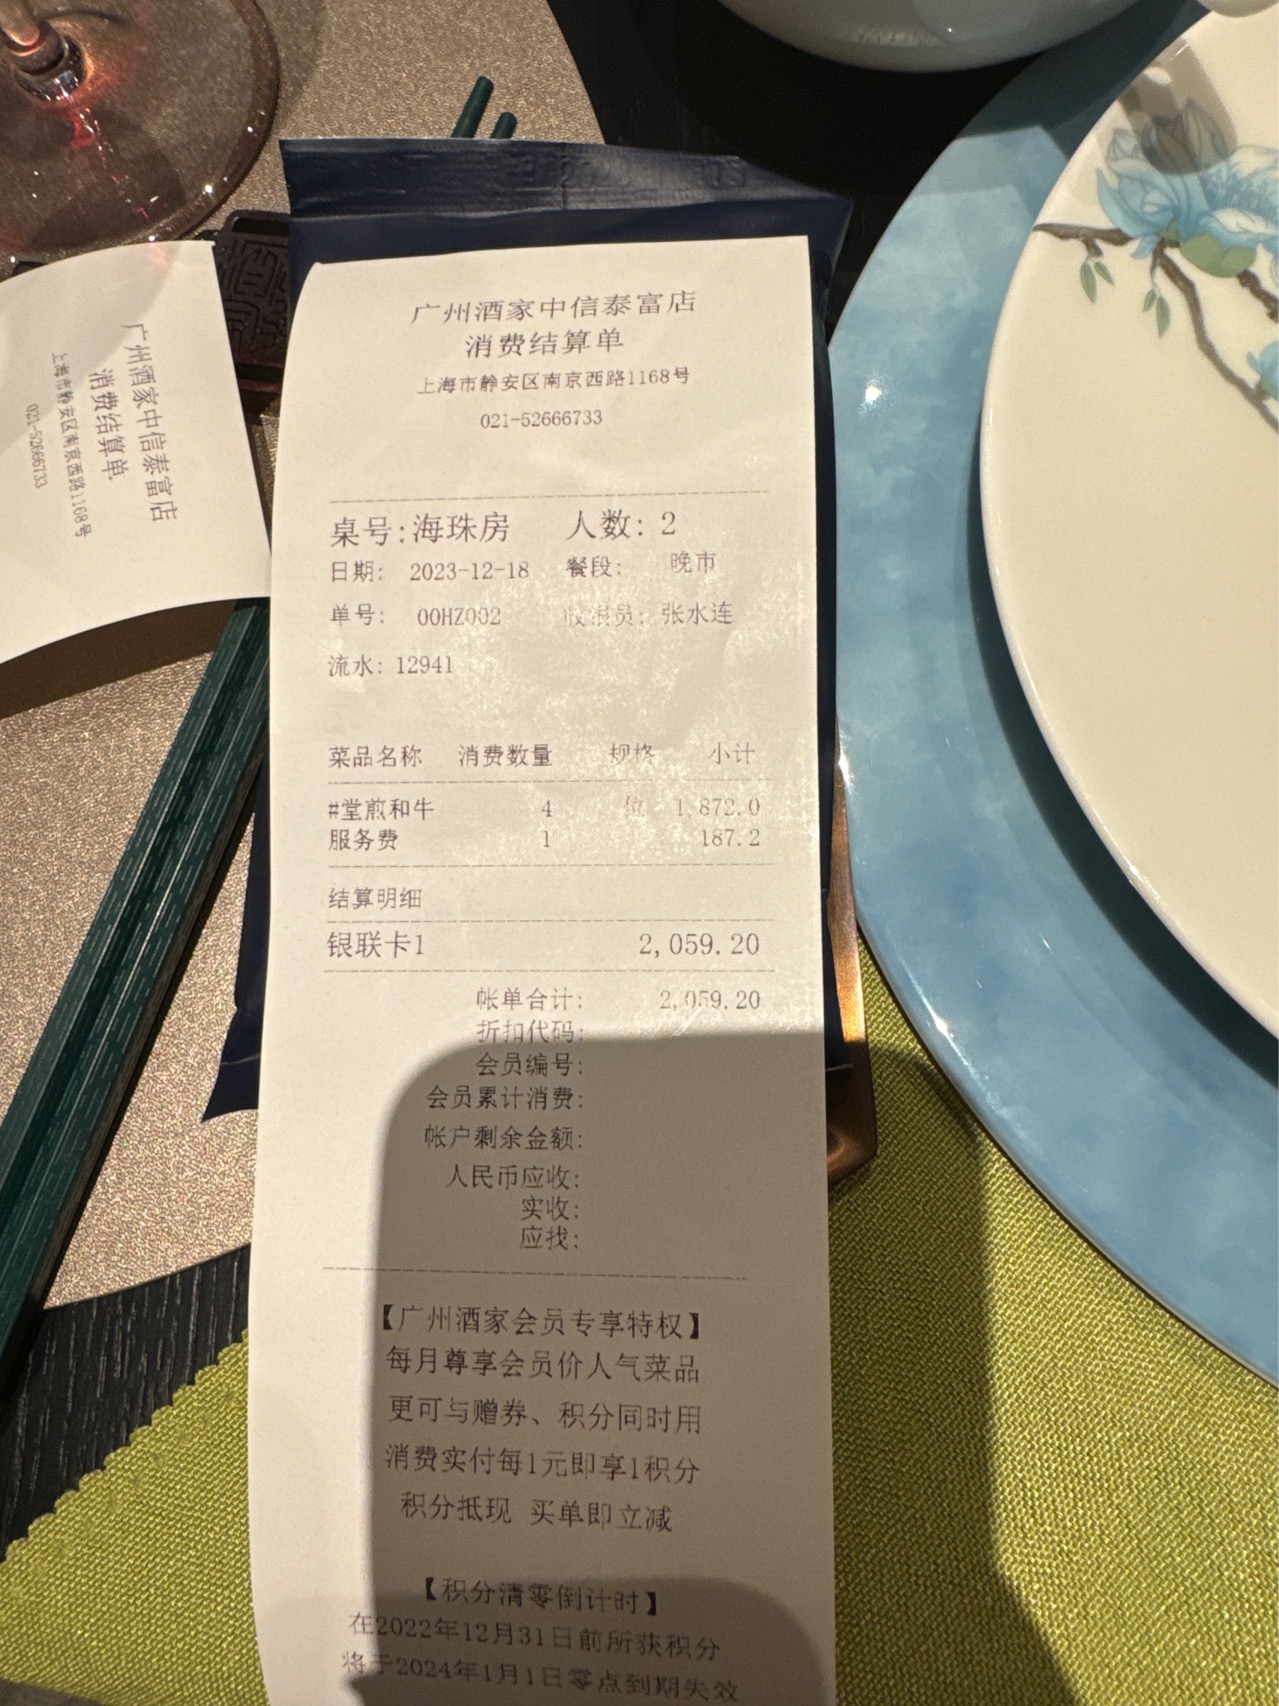 广州酒家中信泰富店
消费结算单
上海市静安区南京西路1168号
021-52666733
广州酒家中信泰富店
消费结算单
上海市静安区南京西路1168号
021-52666733
桌号:海珠房 人数: 2
日期: 2023-12-18 餐段: 晚市
单号: 00HZ002 收银员: 张水连
流水: 12941
菜品名称 消费数量 规格 小计
#堂煎和牛 4 位 1,872.0
服务费 1 187.2
结算明细
银联卡1 2,059.20
帐单合计: 2,059.20
折扣代码:
会员编号:
会员累计消费:
帐户剩余金额:
人民币应收:
实收:
应找:
【广州酒家会员专享特权】
每月尊享会员价人气菜品
更可与赠券、积分同时用
消费实付每1元即享1积分
积分抵现 买单即立减
【积分清零倒计时】
在2022年12月31日前所获积分
将于2024年1月1日零点到期失效